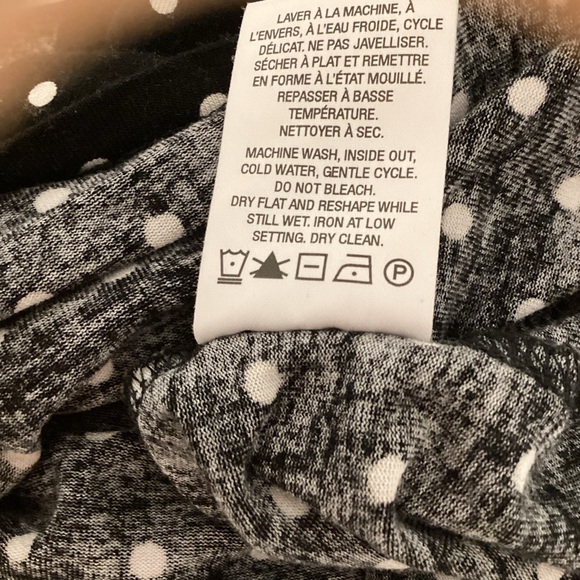 LAVER À LA MACHINE, À
L'ENVERS, À L'EAU FROIDE, CYCLE
DÉLICAT. NE PAS JAVELLISER.
SÉCHER À PLAT ET REMETTRE
EN FORME À L'ÉTAT MOUILLÉ.
REPASSER À BASSE
TEMPÉRATURE.
NETTOYER À SEC.
MACHINE WASH, INSIDE OUT,
COLD WATER, GENTLE CYCLE.
DO NOT BLEACH.
DRY FLAT AND RESHAPE WHILE
STILL WET. IRON AT LOW
SETTING. DRY CLEAN.
P